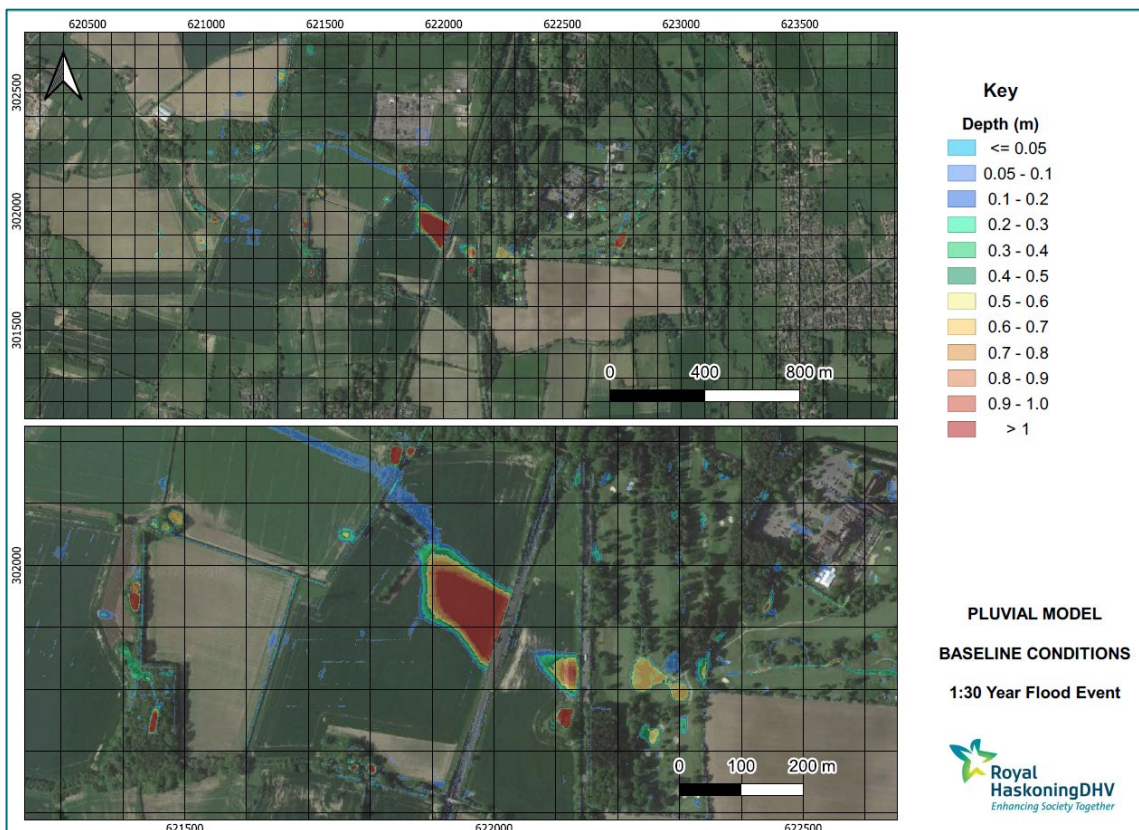 620500 621000 621500 622000 622500 623000 623500
302500
302000
301500
0 400 800 m
302000
0 100 200 m
621500 622000 622500
Key
Depth (m)
<= 0.05
0.05 - 0.1
0.1 - 0.2
0.2 - 0.3
0.3 - 0.4
0.4 - 0.5
0.5 - 0.6
0.6 - 0.7
0.7 - 0.8
0.8 - 0.9
0.9 - 1.0
> 1
PLUVIAL MODEL
BASELINE CONDITIONS
1:30 Year Flood Event
Royal
HaskoningDHV
Enhancing Society Together